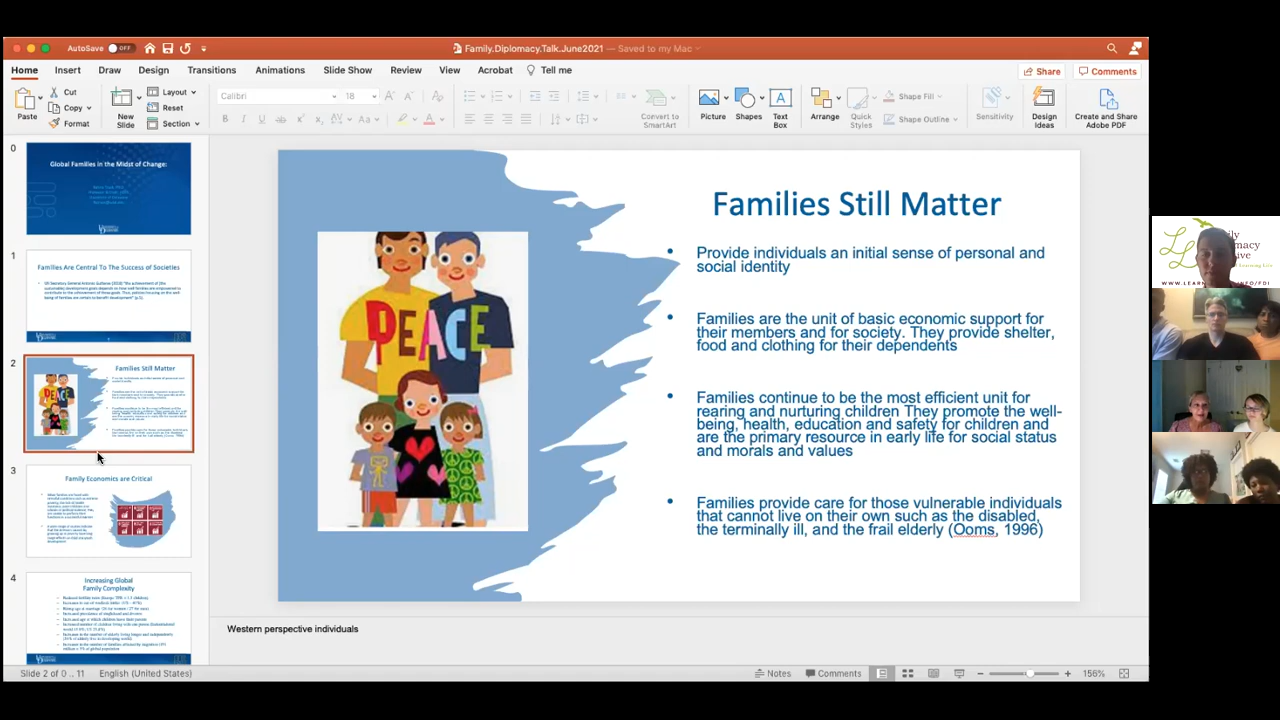 AutoSave OFF
Family.Diplomacy.Talk.June2021 — Saved to my Mac
Home Insert Draw Design Transitions Animations Slide Show Review View Acrobat Tell me
Share Comments
Paste
Cut
Copy
Format
New
Slide
Layout
Reset
Section
Calibri 18
Convert to
SmartArt
Picture
Shapes
Text
Box
Arrange
Quick
Styles
Shape Fill
Shape Outline
Sensitivity
Design
Ideas
Create and Share
Adobe PDF
0
Global Families in the Midst of Change:
1
Families Are Central To The Success of Societies
2
Families Still Matter
PEACE
3
Family Economics are Critical
4
Increasing Global
Family Complexity
PEACE
Families Still Matter
• Provide individuals an initial sense of personal and
social identity
• Families are the unit of basic economic support for
their members and for society. They provide shelter,
food and clothing for their dependents
• Families continue to be the most efficient unit for
rearing and nurturing children They promote the well-
being, health, education and safety for children and
are the primary resource in early life for social status
and morals and values
• Families provide care for those vulnerable individuals
that cannot live on their own such as the disabled,
the terminally ill, and the frail elderly (Ooms, 1996)
Western perspective individuals
Slide 2 of 0 .. 11 English (United States)
Notes Comments 156%